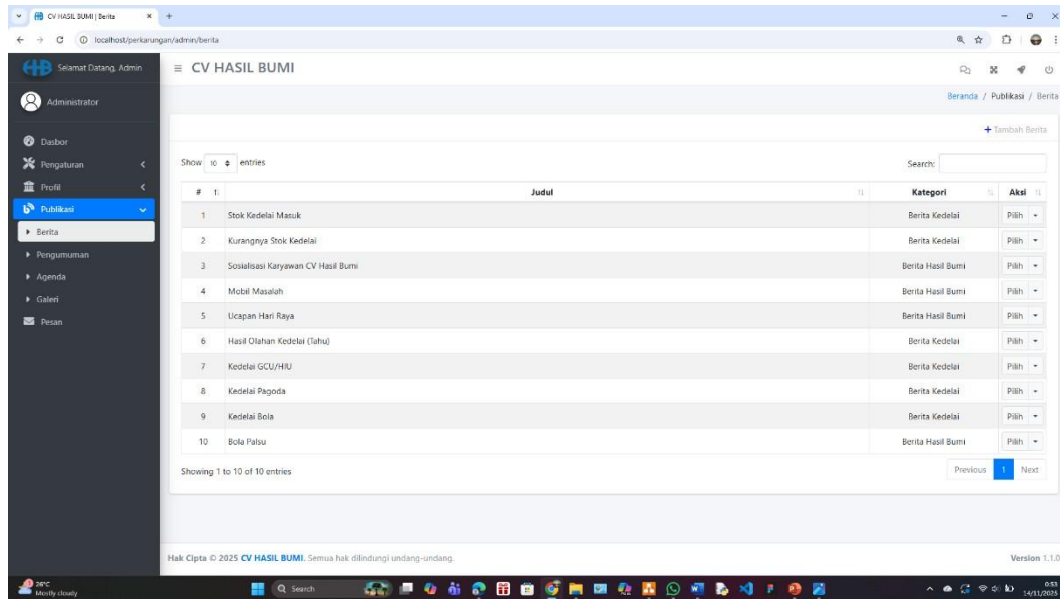 CV HASIL BUMI | Berita
localhost/perkarungan/admin/berita
Selamat Datang, Admin
CV HASIL BUMI
Administrator
Beranda / Publikasi / Berita
Dasbor
Pengaturan
Profil
Publikasi
Berita
Pengumuman
Agenda
Galeri
Pesan
+ Tambah Berita
Show 10 entries
Search:
# Judul Kategori Aksi
1 Stok Kedelai Masuk Berita Kedelai Pilih
2 Kurangnya Stok Kedelai Berita Kedelai Pilih
3 Sosialisasi Karyawan CV Hasil Bumi Berita Hasil Bumi Pilih
4 Mobil Masalah Berita Hasil Bumi Pilih
5 Ucapan Hari Raya Berita Hasil Bumi Pilih
6 Hasil Olahan Kedelai (Tahu) Berita Kedelai Pilih
7 Kedelai GCU/HIU Berita Kedelai Pilih
8 Kedelai Pagoda Berita Kedelai Pilih
9 Kedelai Bola Berita Kedelai Pilih
10 Bola Palsu Berita Hasil Bumi Pilih
Showing 1 to 10 of 10 entries
Previous 1 Next
Hak Cipta © 2025 CV HASIL BUMI. Semua hak dilindungi undang-undang.
Version 1.1.0
26°C
Mostly cloudy
Search
0:53
14/11/2025